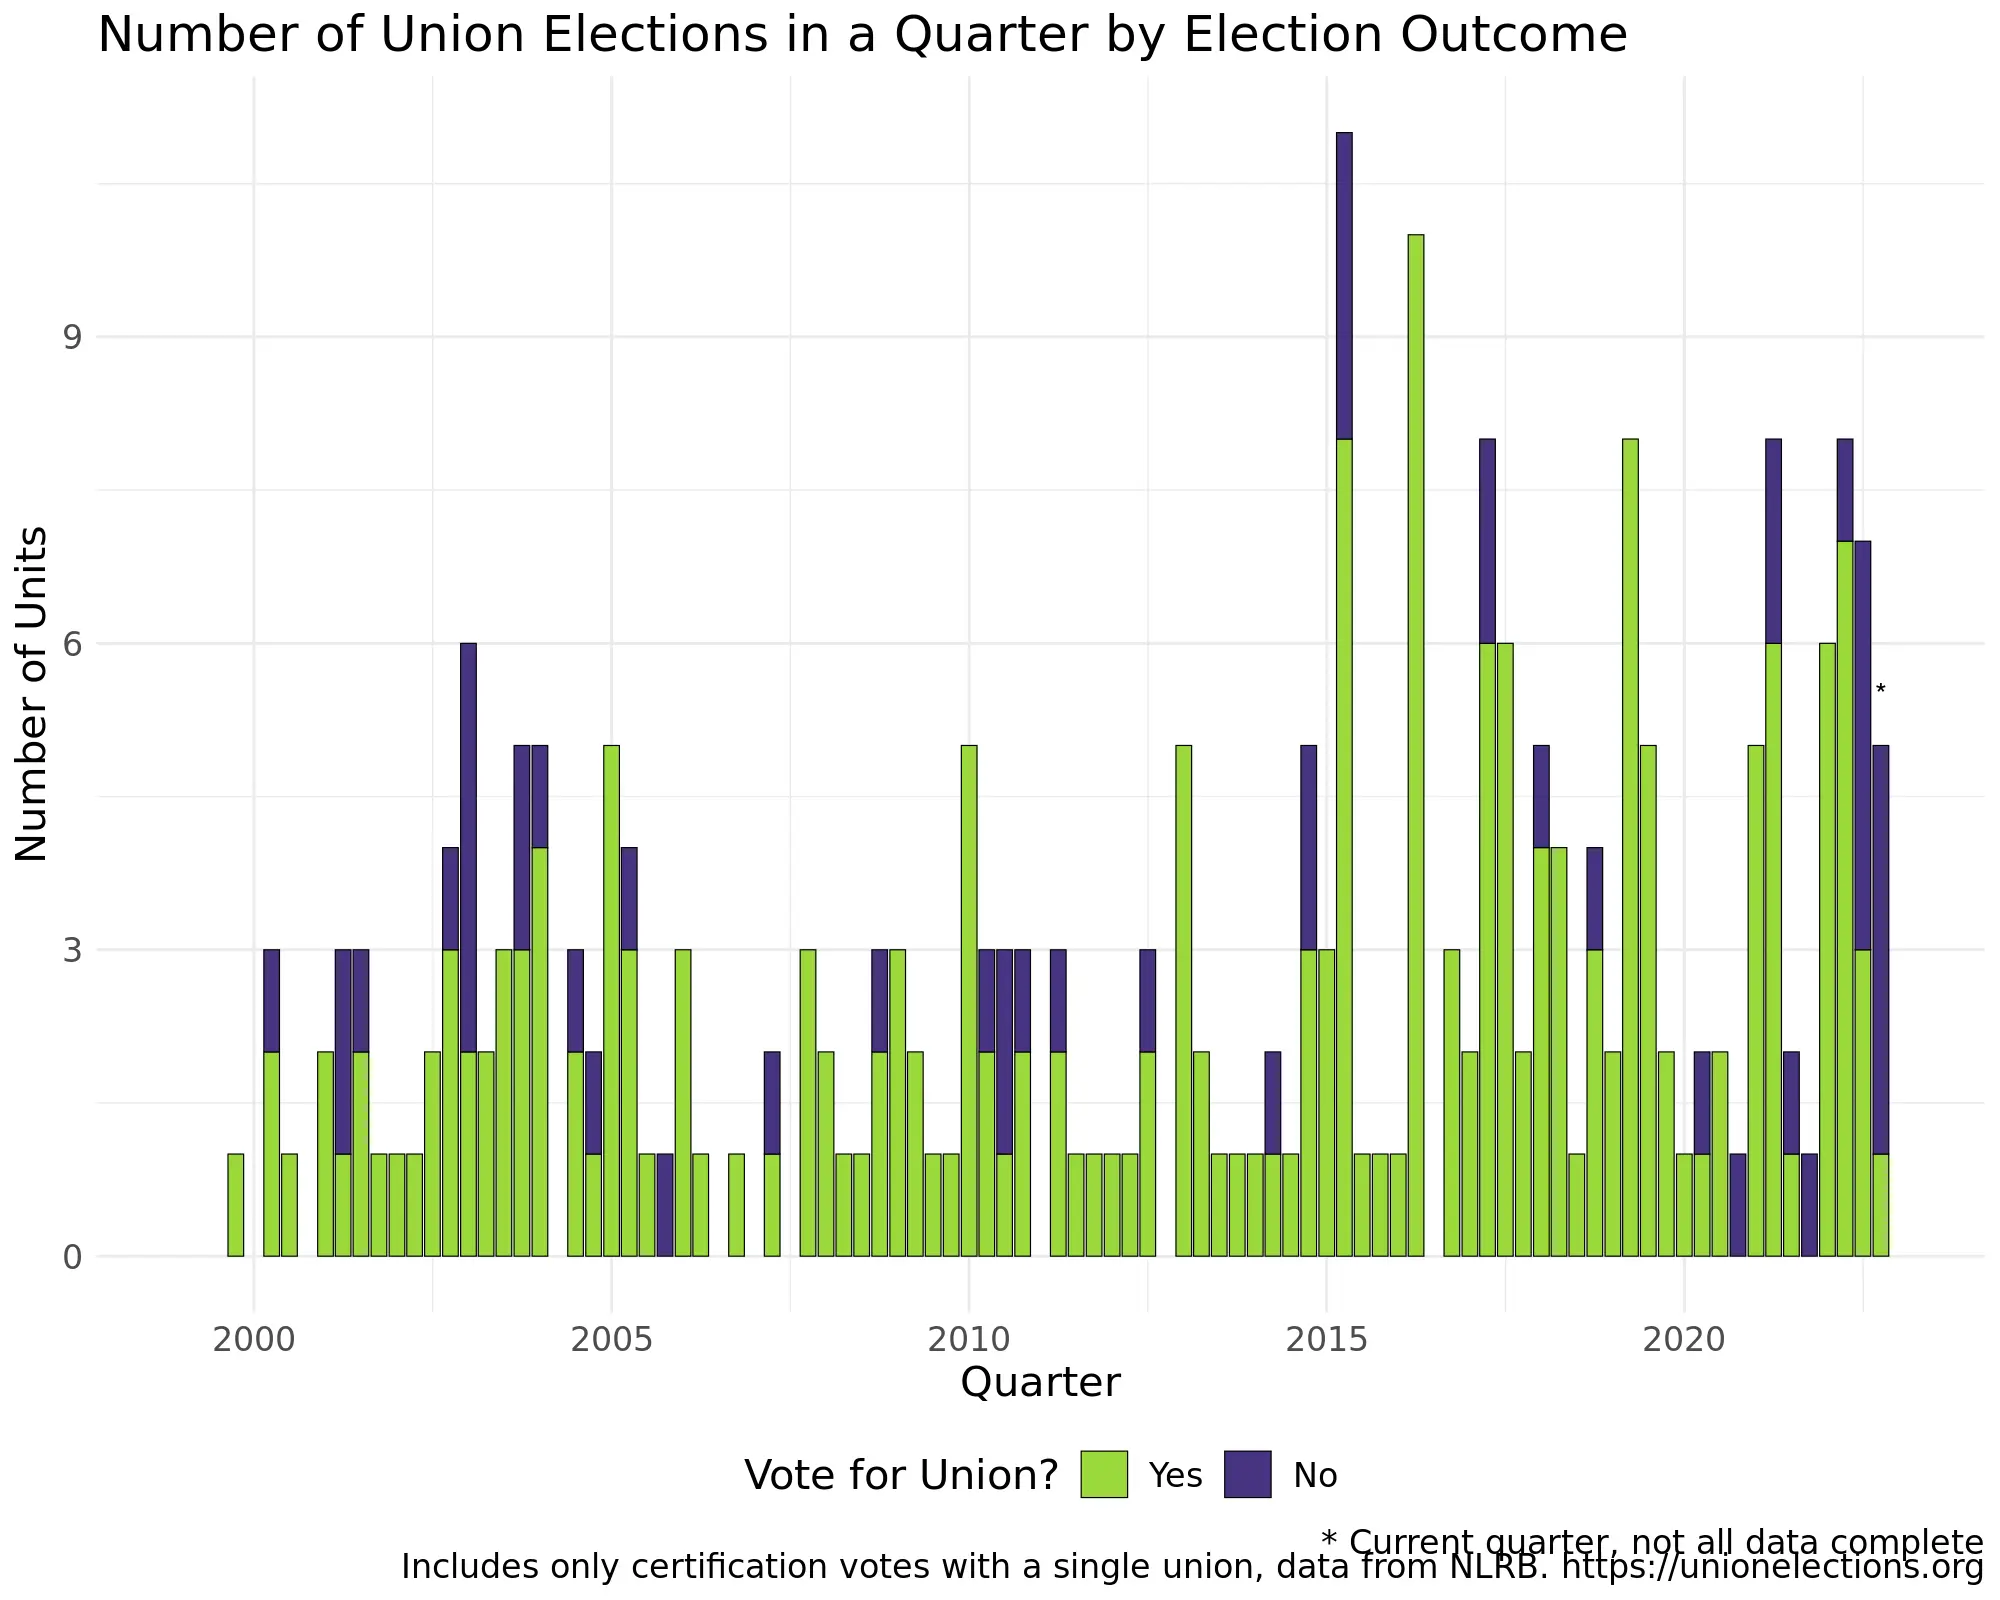 Number of Union Elections in a Quarter by Election Outcome
Number of Units
9
6
3
0
*
2000 2005 2010 2015 2020
Quarter
Vote for Union? Yes No
* Current quarter, not all data complete
Includes only certification votes with a single union, data from NLRB. https://unionelections.org